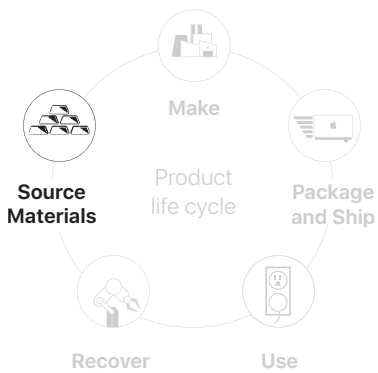 Make
Source
Materials
Product
life cycle
Package
and Ship
Recover
Use